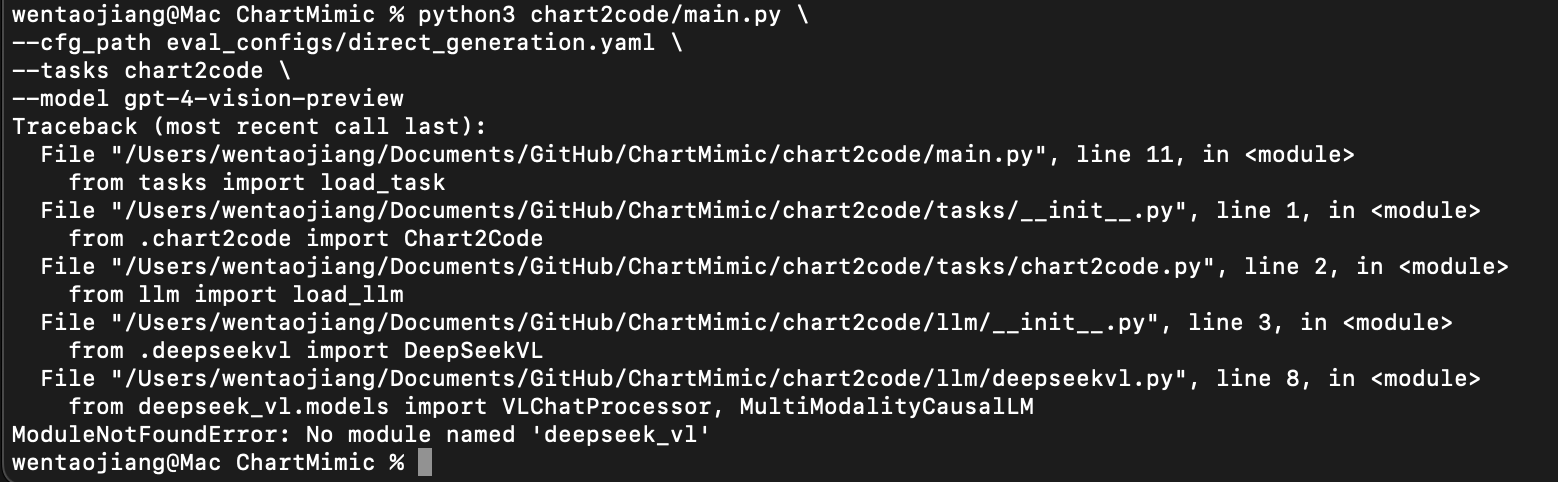 wentaojiang@Mac ChartMimic % python3 chart2code/main.py \
--cfg_path eval_configs/direct_generation.yaml \
--tasks chart2code \
--model gpt-4-vision-preview
Traceback (most recent call last):
  File "/Users/wentaojiang/Documents/GitHub/ChartMimic/chart2code/main.py", line 11, in <module>
    from tasks import load_task
  File "/Users/wentaojiang/Documents/GitHub/ChartMimic/chart2code/tasks/__init__.py", line 1, in <module>
    from .chart2code import Chart2Code
  File "/Users/wentaojiang/Documents/GitHub/ChartMimic/chart2code/tasks/chart2code.py", line 2, in <module>
    from llm import load_llm
  File "/Users/wentaojiang/Documents/GitHub/ChartMimic/chart2code/llm/__init__.py", line 3, in <module>
    from .deepseekvl import DeepSeekVL
  File "/Users/wentaojiang/Documents/GitHub/ChartMimic/chart2code/llm/deepseekvl.py", line 8, in <module>
    from deepseek_vl.models import VLChatProcessor, MultiModalityCausalLM
ModuleNotFoundError: No module named 'deepseek_vl'
wentaojiang@Mac ChartMimic %